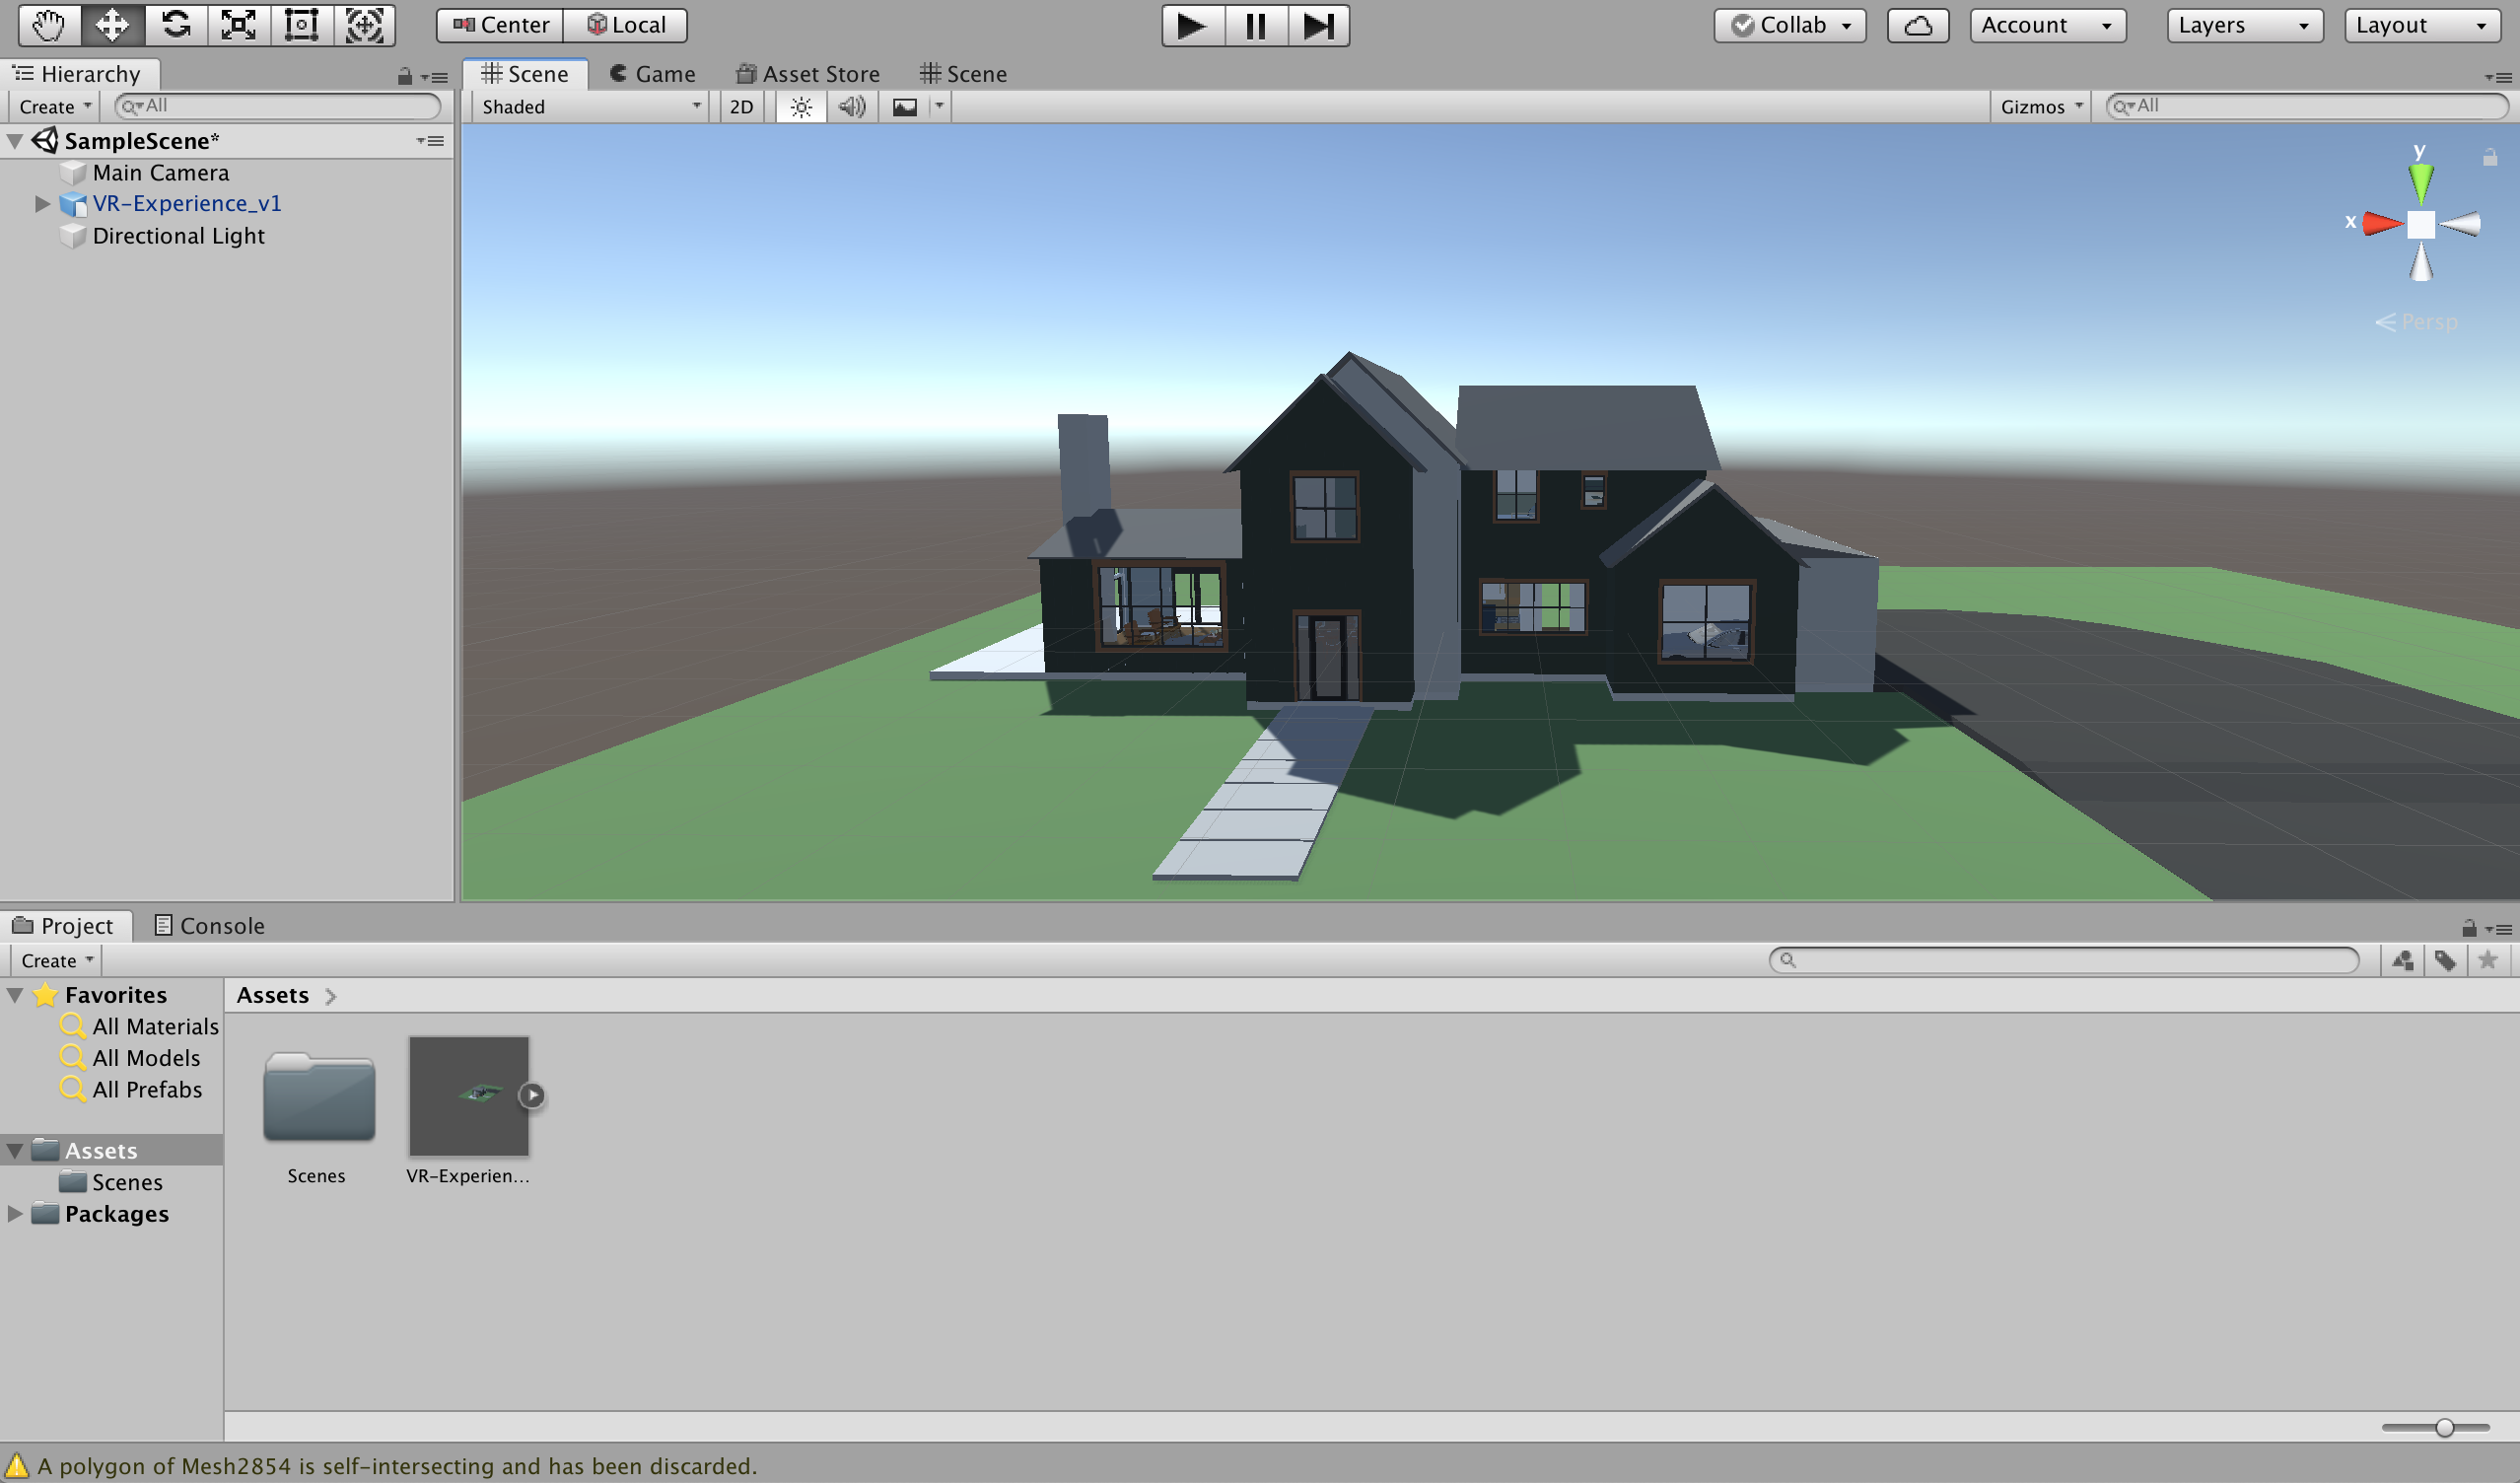 Center Local Collab Account Layers Layout
Hierarchy
Create All
SampleScene*
Main Camera
VR-Experience_v1
Directional Light
Scene Game Asset Store Scene
Shaded 2D Gizmos All
y
x
Persp
Project Console
Create
Favorites
All Materials
All Models
All Prefabs
Assets
Scenes
Packages
Assets
Scenes
VR-Experien...
A polygon of Mesh2854 is self-intersecting and has been discarded.